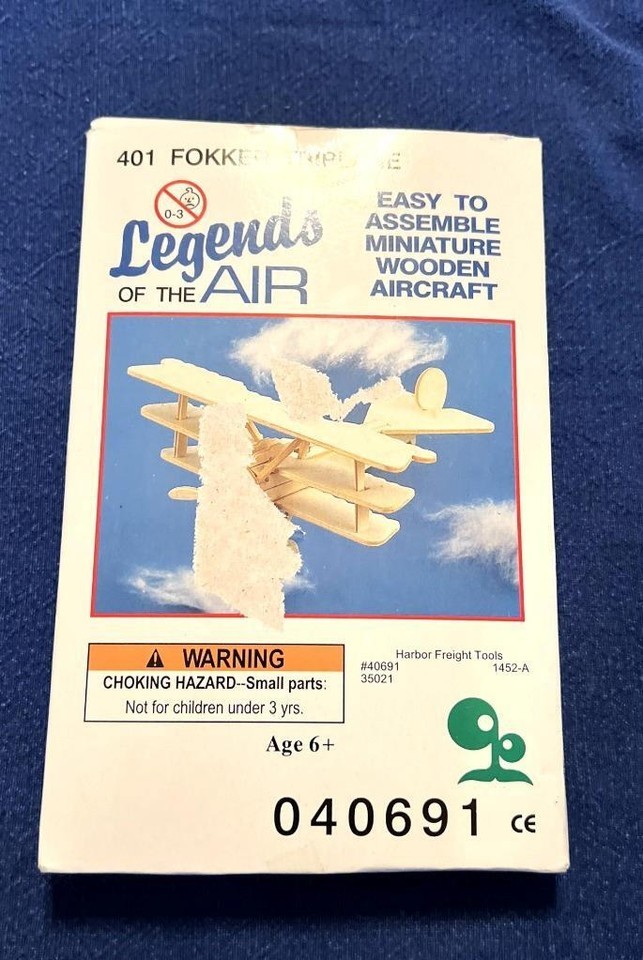 401 FOKKER TRIPLANE
0-3
Legends
OF THE AIR
EASY TO
ASSEMBLE
MINIATURE
WOODEN
AIRCRAFT
WARNING
CHOKING HAZARD--Small parts:
Not for children under 3 yrs.
Harbor Freight Tools
#40691 1452-A
35021
Age 6+
040691 CE